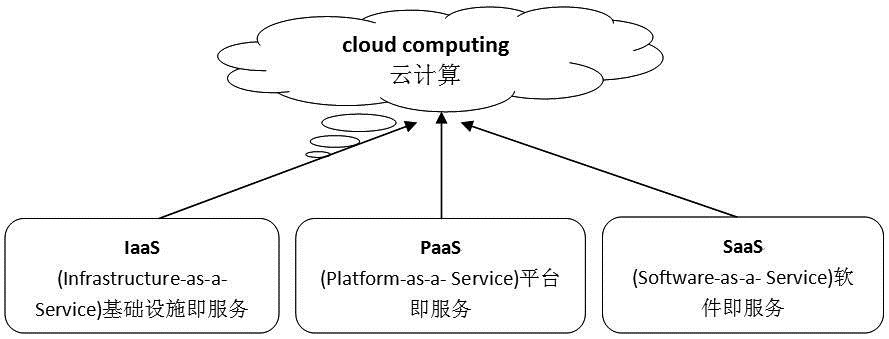 cloud computing
云计算
IaaS
(Infrastructure-as-a-
Service)基础设施即服务
PaaS
(Platform-as-a- Service)平台
即服务
SaaS
(Software-as-a- Service)软
件即服务